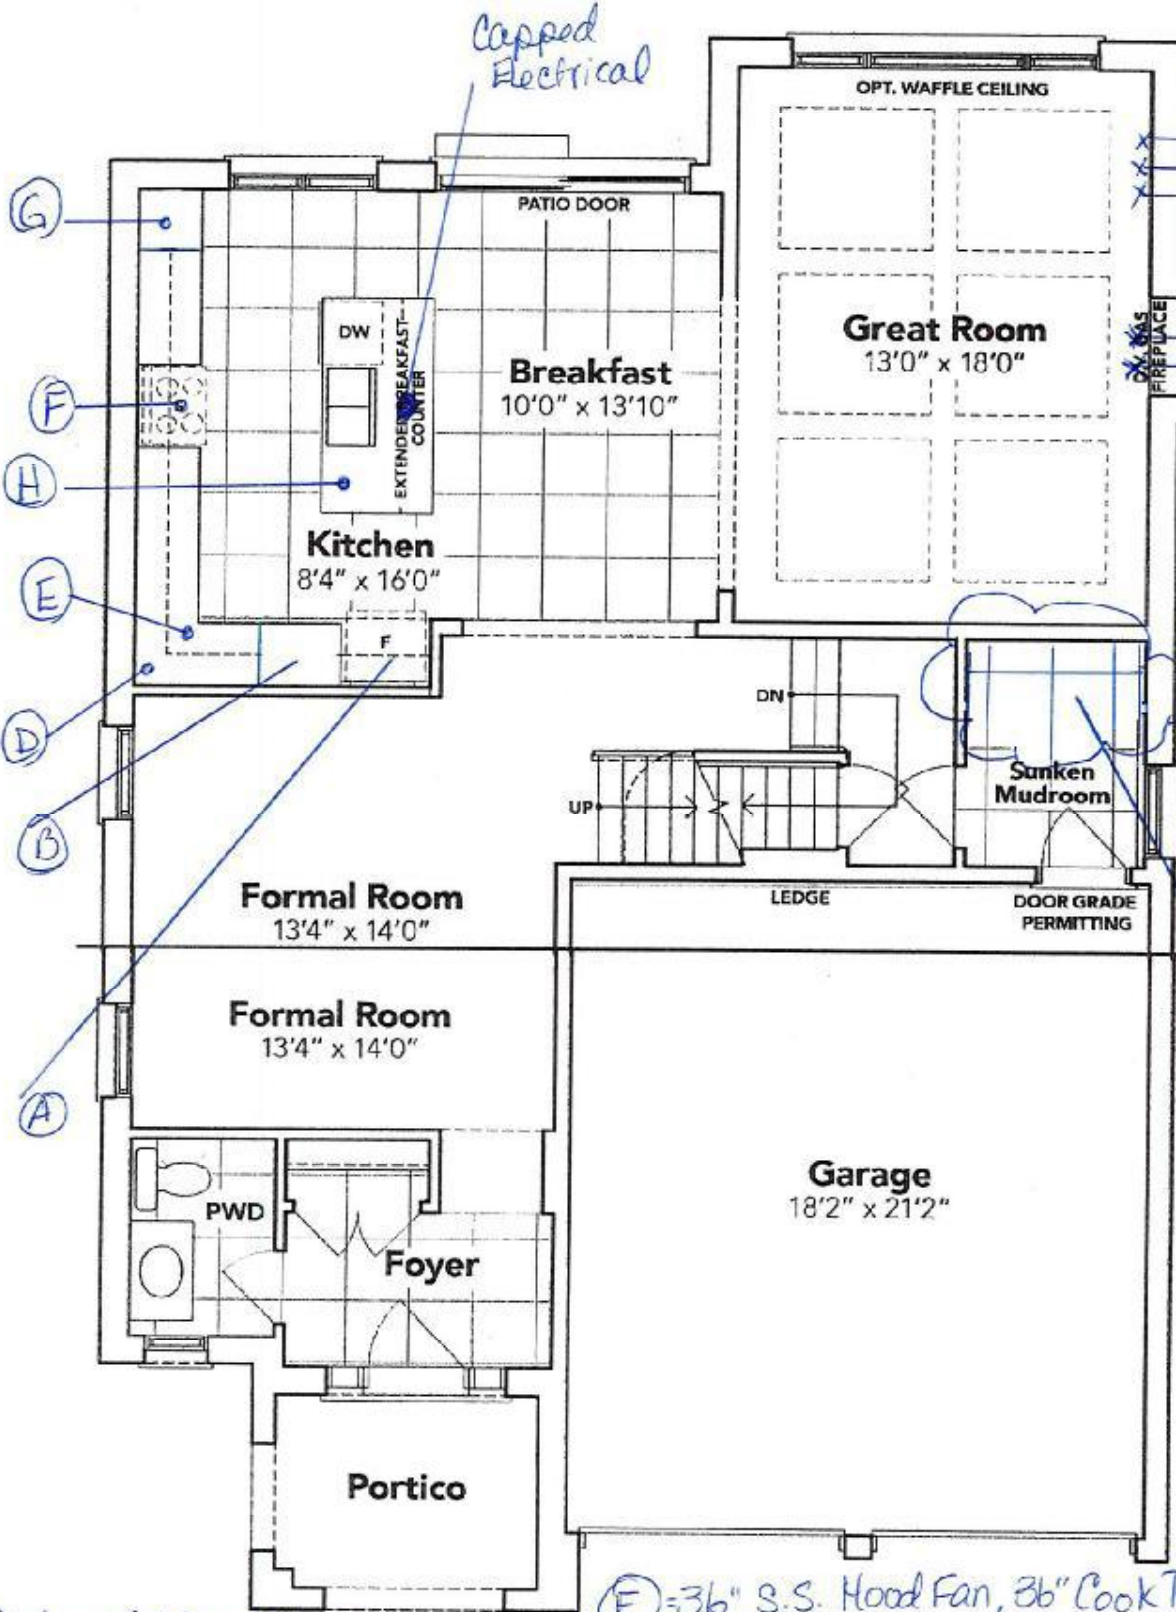 Capped
Electrical
OPT. WAFFLE CEILING
G
PATIO DOOR
DW
EXTENDED BREAKFAST
COUNTER
Breakfast
10'0" x 13'10"
Great Room
13'0" x 18'0"
D.V. GAS
FIREPLACE
F
H
Kitchen
8'4" x 16'0"
E
F
D
DN
Sunken
Mudroom
UP
B
Formal Room
13'4" x 14'0"
LEDGE
DOOR GRADE
PERMITTING
Formal Room
13'4" x 14'0"
A
PWD
Garage
18'2" x 21'2"
Foyer
Portico
F =36" S.S. Hood Fan, 36" Cook T